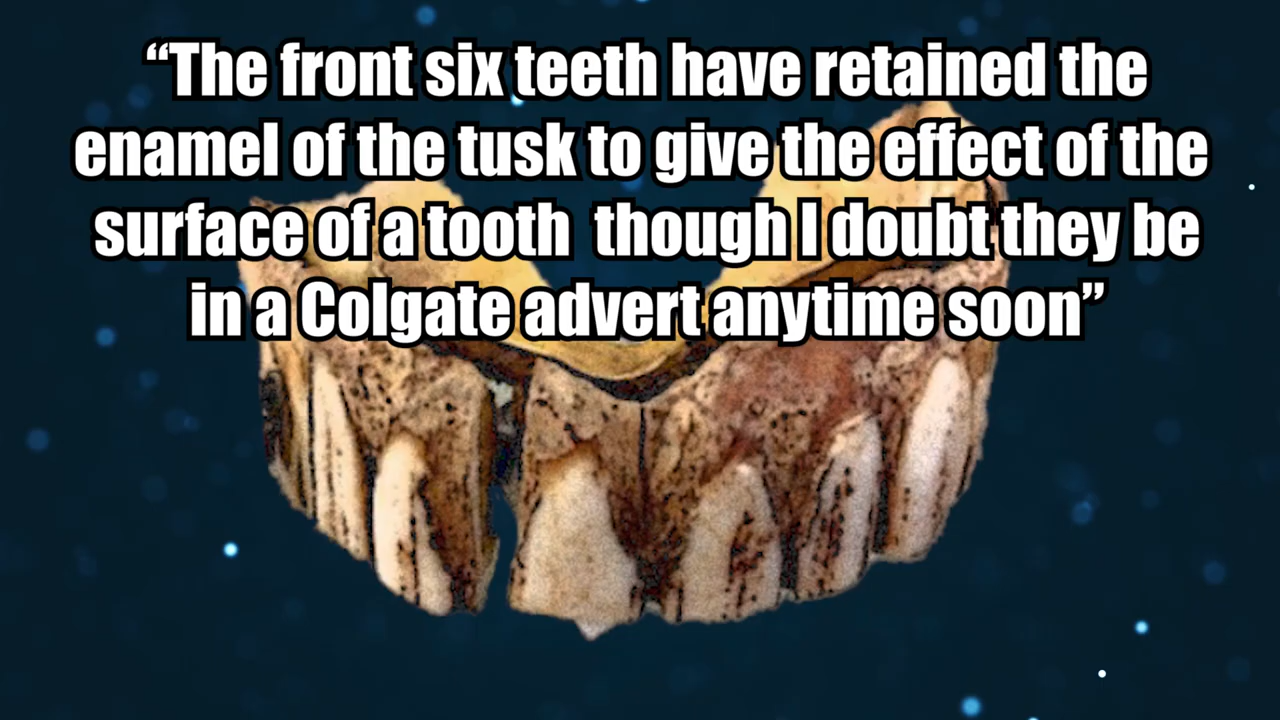 “The front six teeth have retained the
enamel of the tusk to give the effect of the
surface of a tooth  though I doubt they be
in a Colgate advert anytime soon”